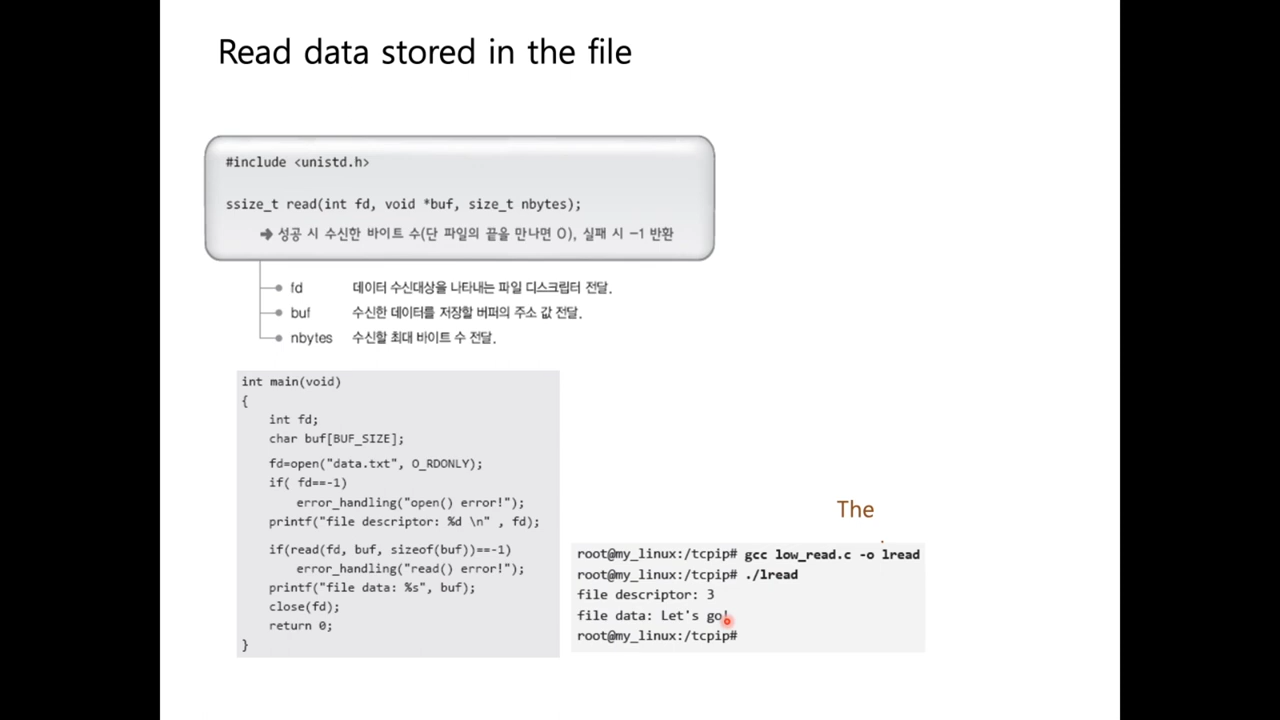 Read data stored in the file
#include <unistd.h>
ssize_t read(int fd, void *buf, size_t nbytes);
➔ 성공 시 수신한 바이트 수(단 파일의 끝을 만나면 0), 실패 시 -1 반환
fd 데이터 수신대상을 나타내는 파일 디스크립터 전달.
buf 수신한 데이터를 저장할 버퍼의 주소 값 전달.
nbytes 수신할 최대 바이트 수 전달.
int main(void)
{
int fd;
char buf[BUF_SIZE];
fd=open("data.txt", O_RDONLY);
if( fd==-1)
error_handling("open() error!");
printf("file descriptor: %d \n" , fd);
if(read(fd, buf, sizeof(buf))==-1)
error_handling("read() error!");
printf("file data: %s", buf);
close(fd);
return 0;
}
The
root@my_linux:/tcpip# gcc low_read.c -o lread
root@my_linux:/tcpip# ./lread
file descriptor: 3
file data: Let's go!
root@my_linux:/tcpip#